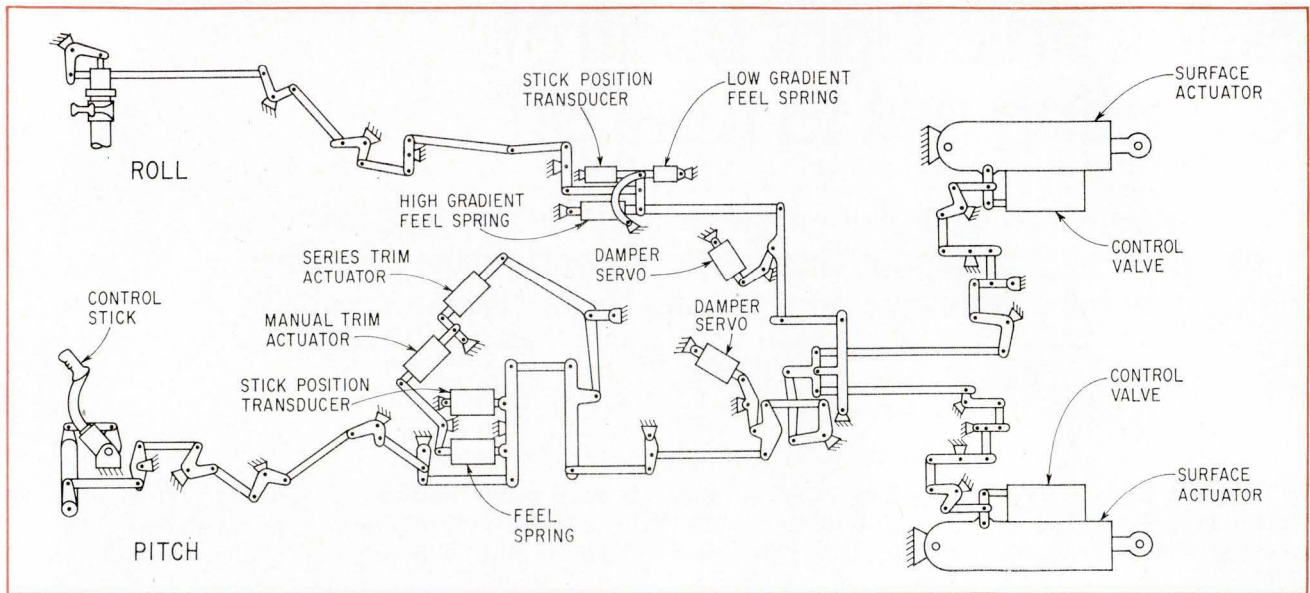 ROLL
STICK POSITION
TRANSDUCER
LOW GRADIENT
FEEL SPRING
SURFACE
ACTUATOR
HIGH GRADIENT
FEEL SPRING
CONTROL
VALVE
SERIES TRIM
ACTUATOR
DAMPER
SERVO
CONTROL
STICK
MANUAL TRIM
ACTUATOR
DAMPER
SERVO
STICK POSITION
TRANSDUCER
CONTROL
VALVE
SURFACE
ACTUATOR
FEEL
SPRING
PITCH